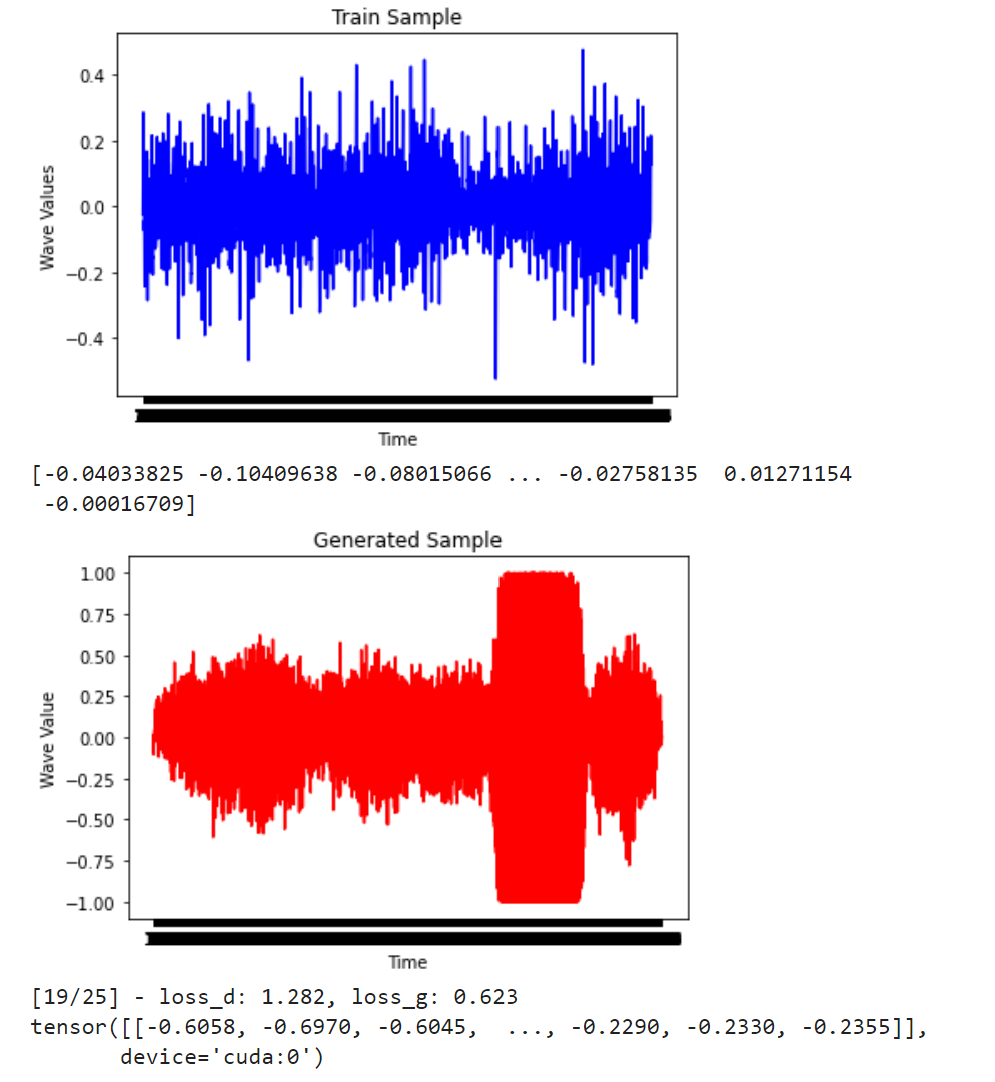 Train Sample
0.4
0.2
0.0
−0.2
−0.4
Wave Values
Time
[-0.04033825 -0.10409638 -0.08015066 ... -0.02758135  0.01271154
 -0.00016709]
Generated Sample
1.00
0.75
0.50
0.25
0.00
−0.25
−0.50
−0.75
−1.00
Wave Value
Time
[19/25] - loss_d: 1.282, loss_g: 0.623
tensor([[-0.6058, -0.6970, -0.6045,  ..., -0.2290, -0.2330, -0.2355]],
       device='cuda:0')